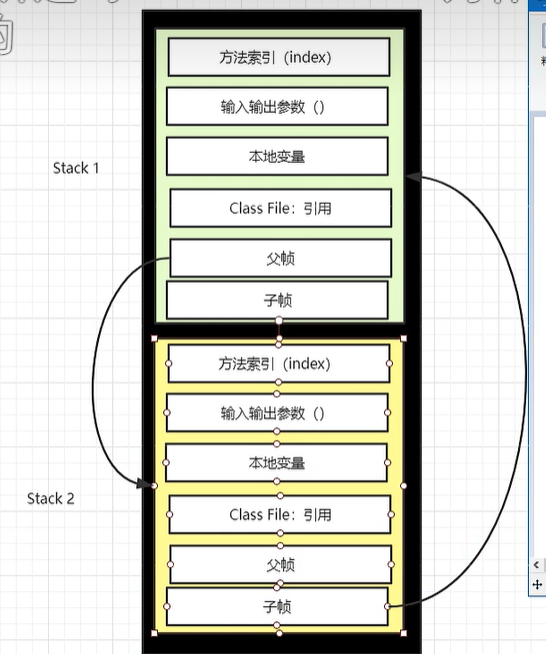 的
方法索引（index）
输入输出参数（）
本地变量
Stack 1
Class File：引用
父帧
子帧
方法索引（index）
输入输出参数（）
本地变量
Stack 2
Class File：引用
父帧
子帧